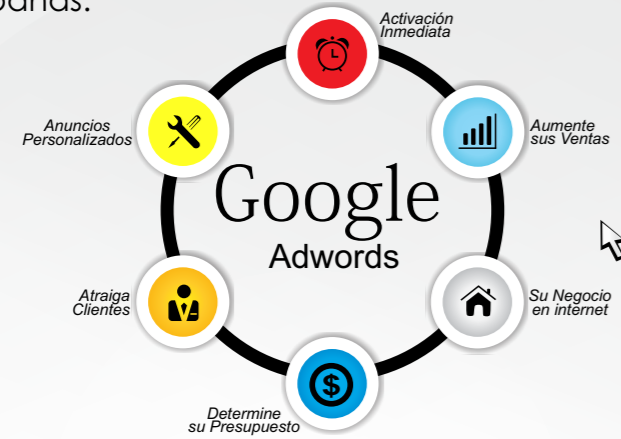 Activación
Inmediata
Anuncios
Personalizados
Aumente
sus Ventas
Google
Adwords
Atraiga
Clientes
Su Negocio
en internet
$
Determine
su Presupuesto